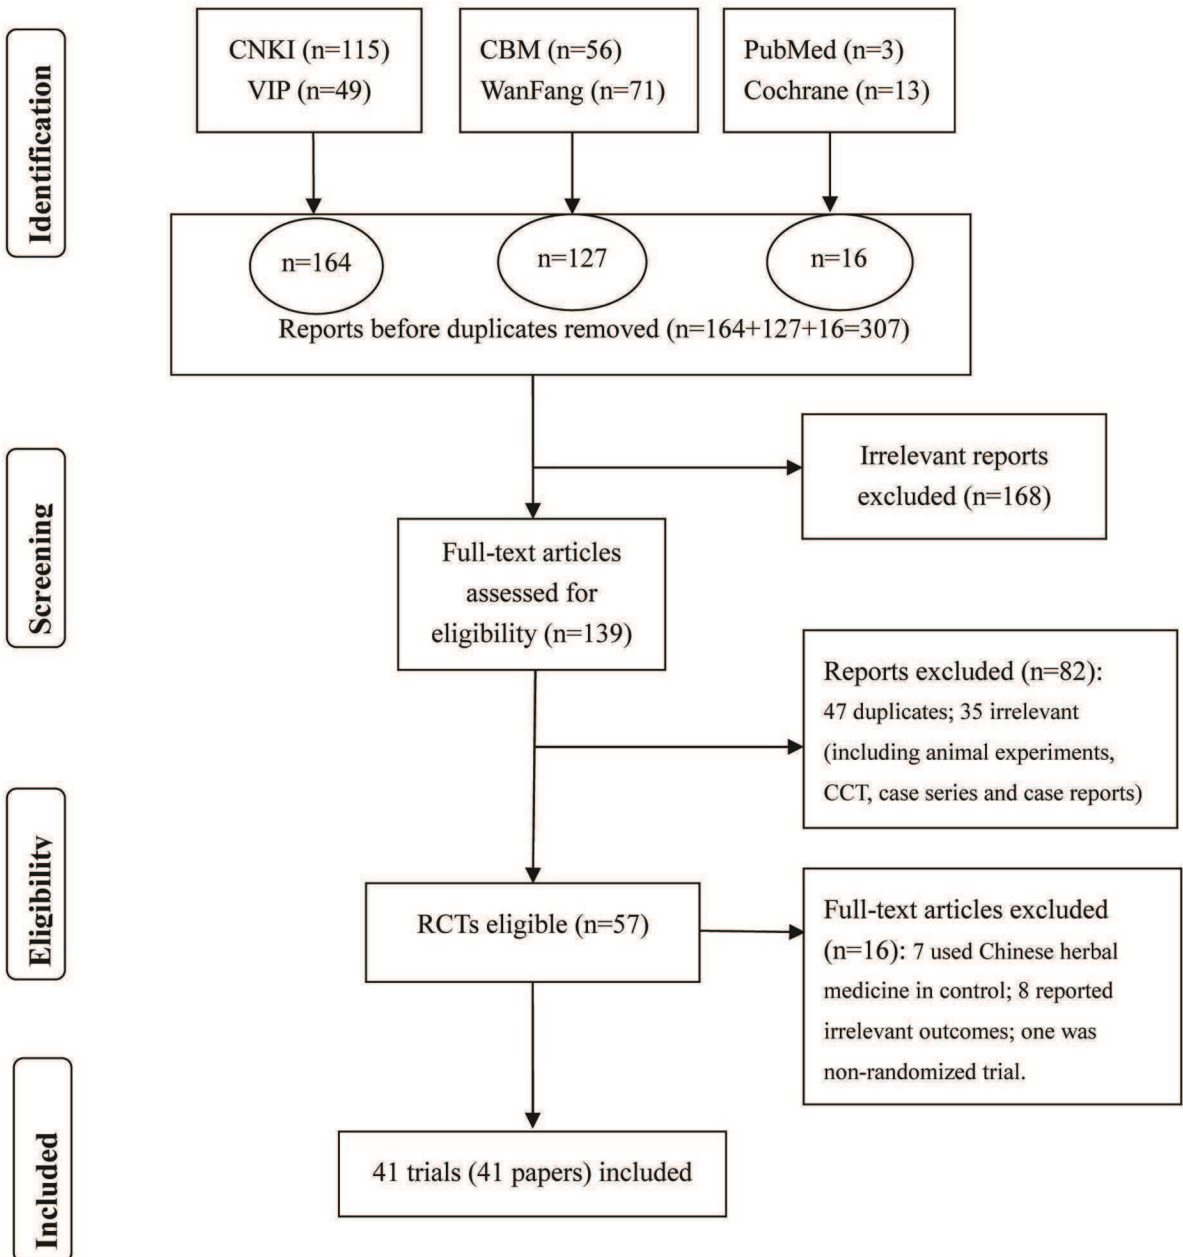 Identification
CNKI (n=115)
VIP (n=49)
CBM (n=56)
WanFang (n=71)
PubMed (n=3)
Cochrane (n=13)
n=164
n=127
n=16
Reports before duplicates removed (n=164+127+16=307)
Screening
Irrelevant reports
excluded (n=168)
Full-text articles
assessed for
eligibility (n=139)
Reports excluded (n=82):
47 duplicates; 35 irrelevant
(including animal experiments,
CCT, case series and case reports)
Eligibility
RCTs eligible (n=57)
Full-text articles excluded
(n=16): 7 used Chinese herbal
medicine in control; 8 reported
irrelevant outcomes; one was
non-randomized trial.
Included
41 trials (41 papers) included